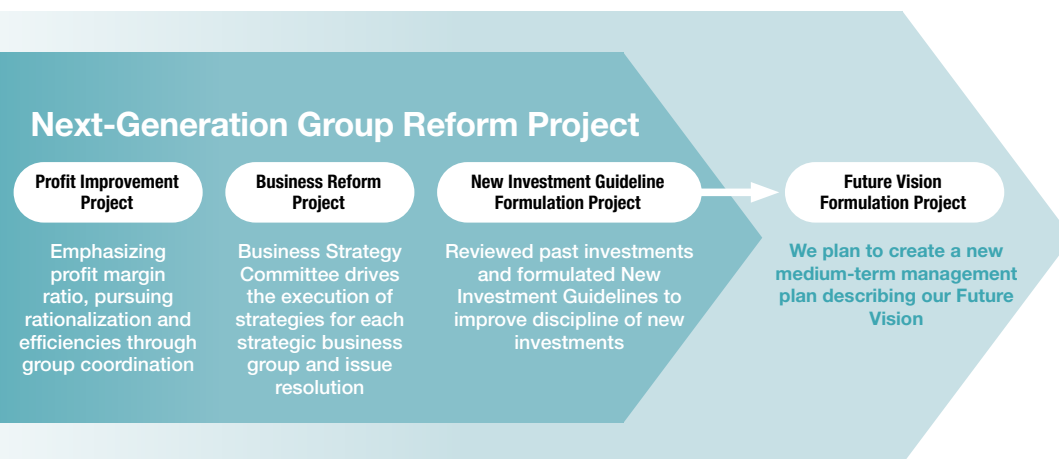 Next-Generation Group Reform Project
Profit Improvement
Project
Emphasizing
profit margin
ratio, pursuing
rationalization and
efficiencies through
group coordination
Business Reform
Project
Business Strategy
Committee drives
the execution of
strategies for each
strategic business
group and issue
resolution
New Investment Guideline
Formulation Project
Reviewed past investments
and formulated New
Investment Guidelines to
improve discipline of new
investments
Future Vision
Formulation Project
We plan to create a new
medium-term management
plan describing our Future
Vision